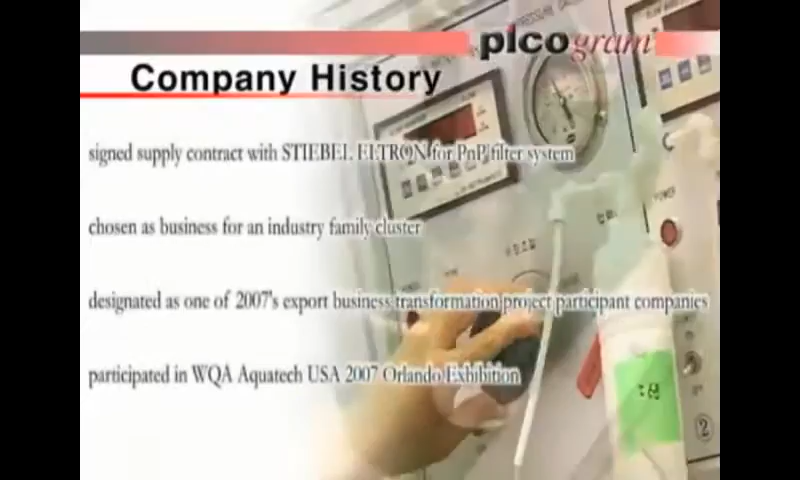 picogram
Company History
signed supply contract with STIEBEL ELTRON for PnP filter system
chosen as business for an industry family cluster
designated as one of 2007's export business transformation project participant companies
participated in WQA Aquatech USA 2007 Orlando Exhibition
POWER
2